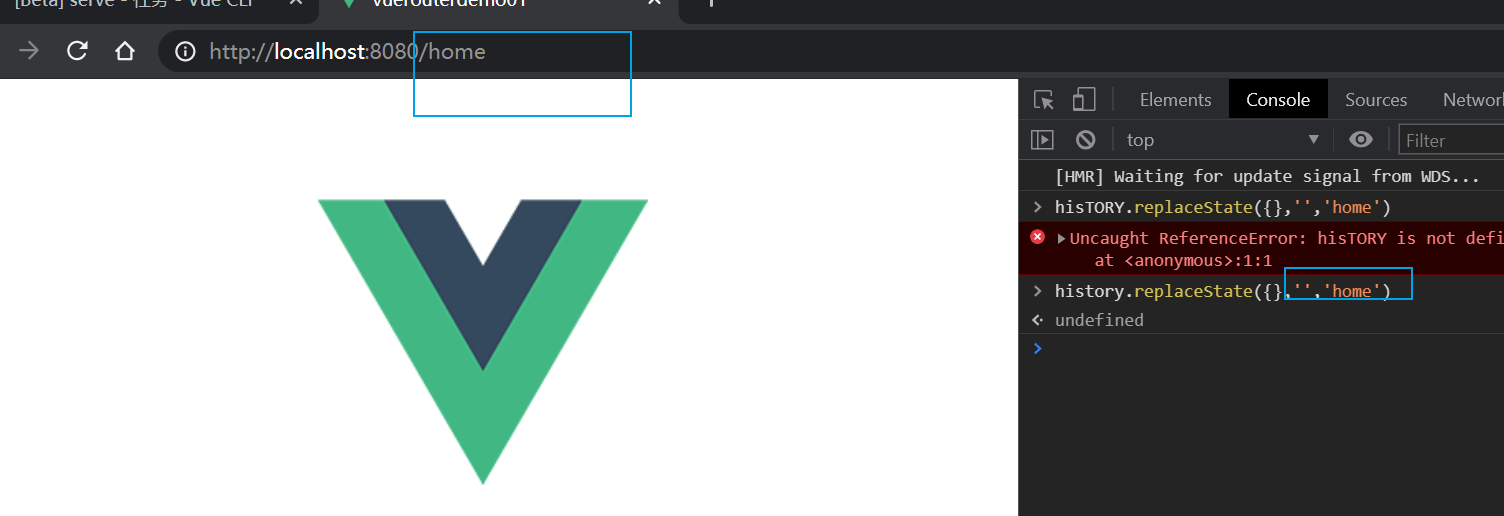 [Beta] serve - 任务 - Vue CLI
vuerouterdemo01
http://localhost:8080/home
Elements Console Sources Networ
top Filter
[HMR] Waiting for update signal from WDS...
hisTORY.replaceState({},'','home')
Uncaught ReferenceError: hisTORY is not defi
at <anonymous>:1:1
history.replaceState({},'','home')
undefined